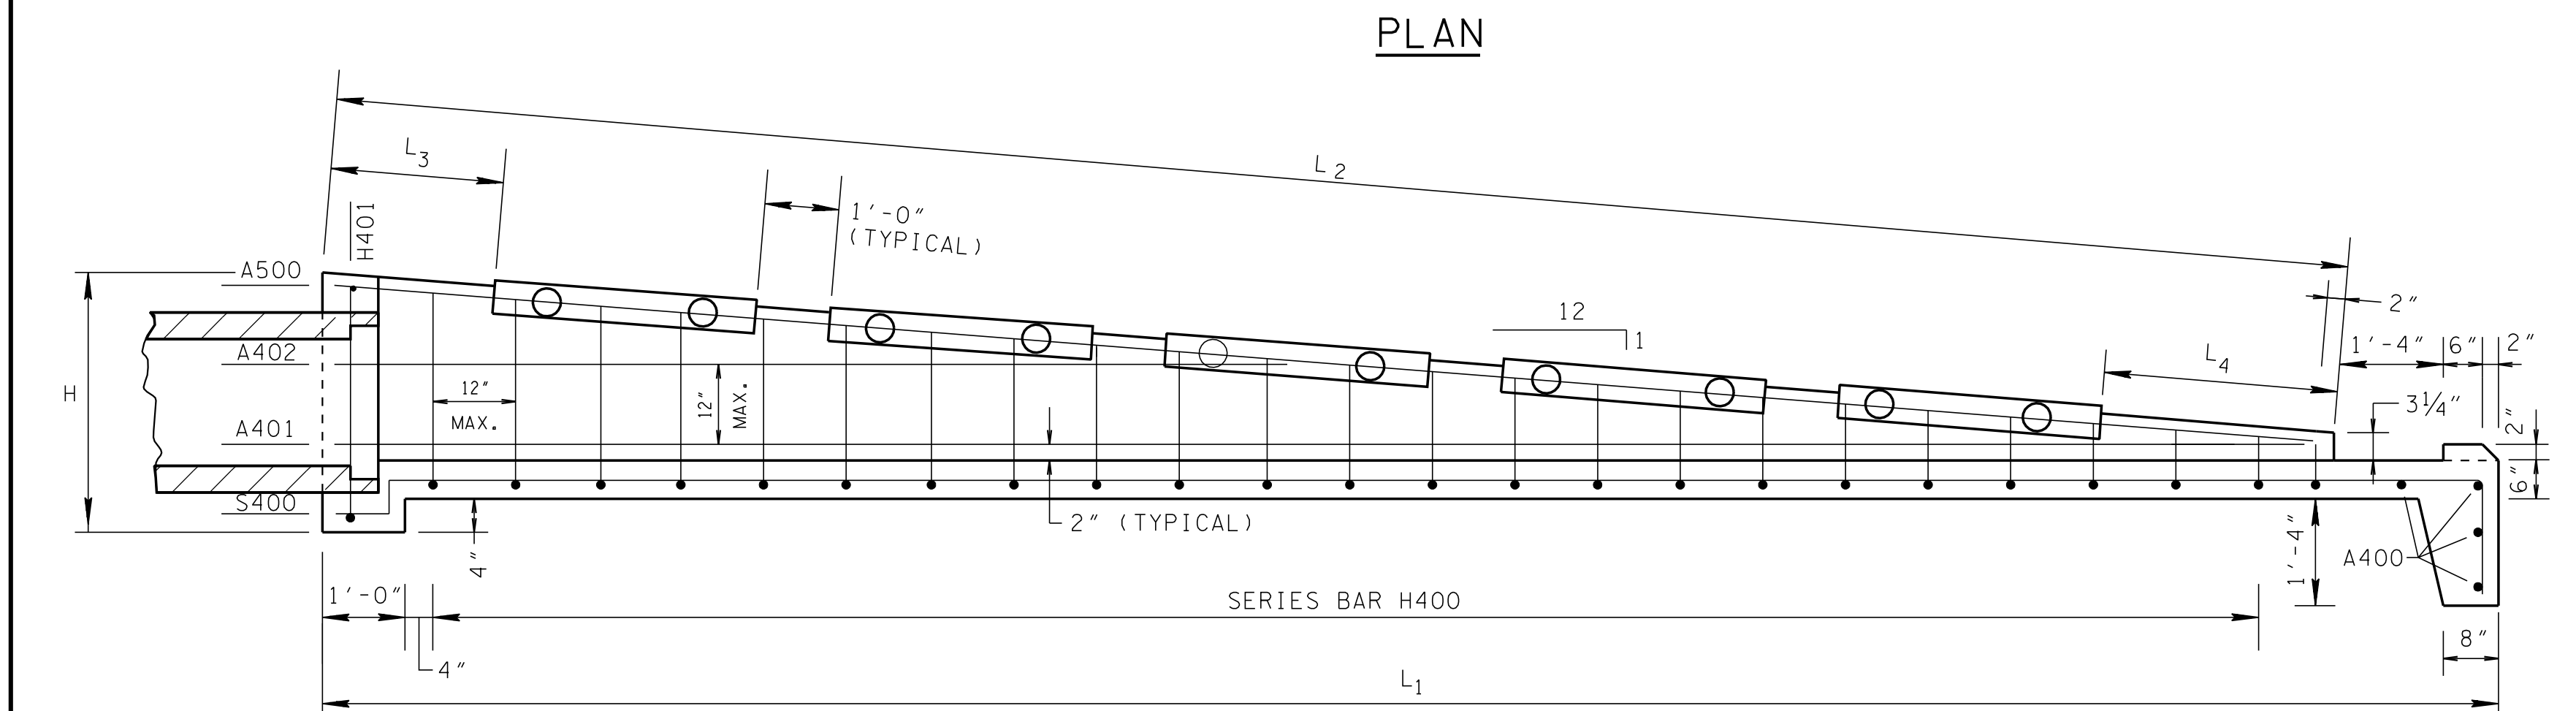 PLAN
L3
L2
1'-0"
(TYPICAL)
H401
A500
12
1
2"
1'-4"
6"
2"
A402
L4
H
12"
MAX.
12"
MAX.
3¼"
2"
A401
6"
S400
2" (TYPICAL)
4"
1'-4"
A400
1'-0"
SERIES BAR H400
4"
8"
L1